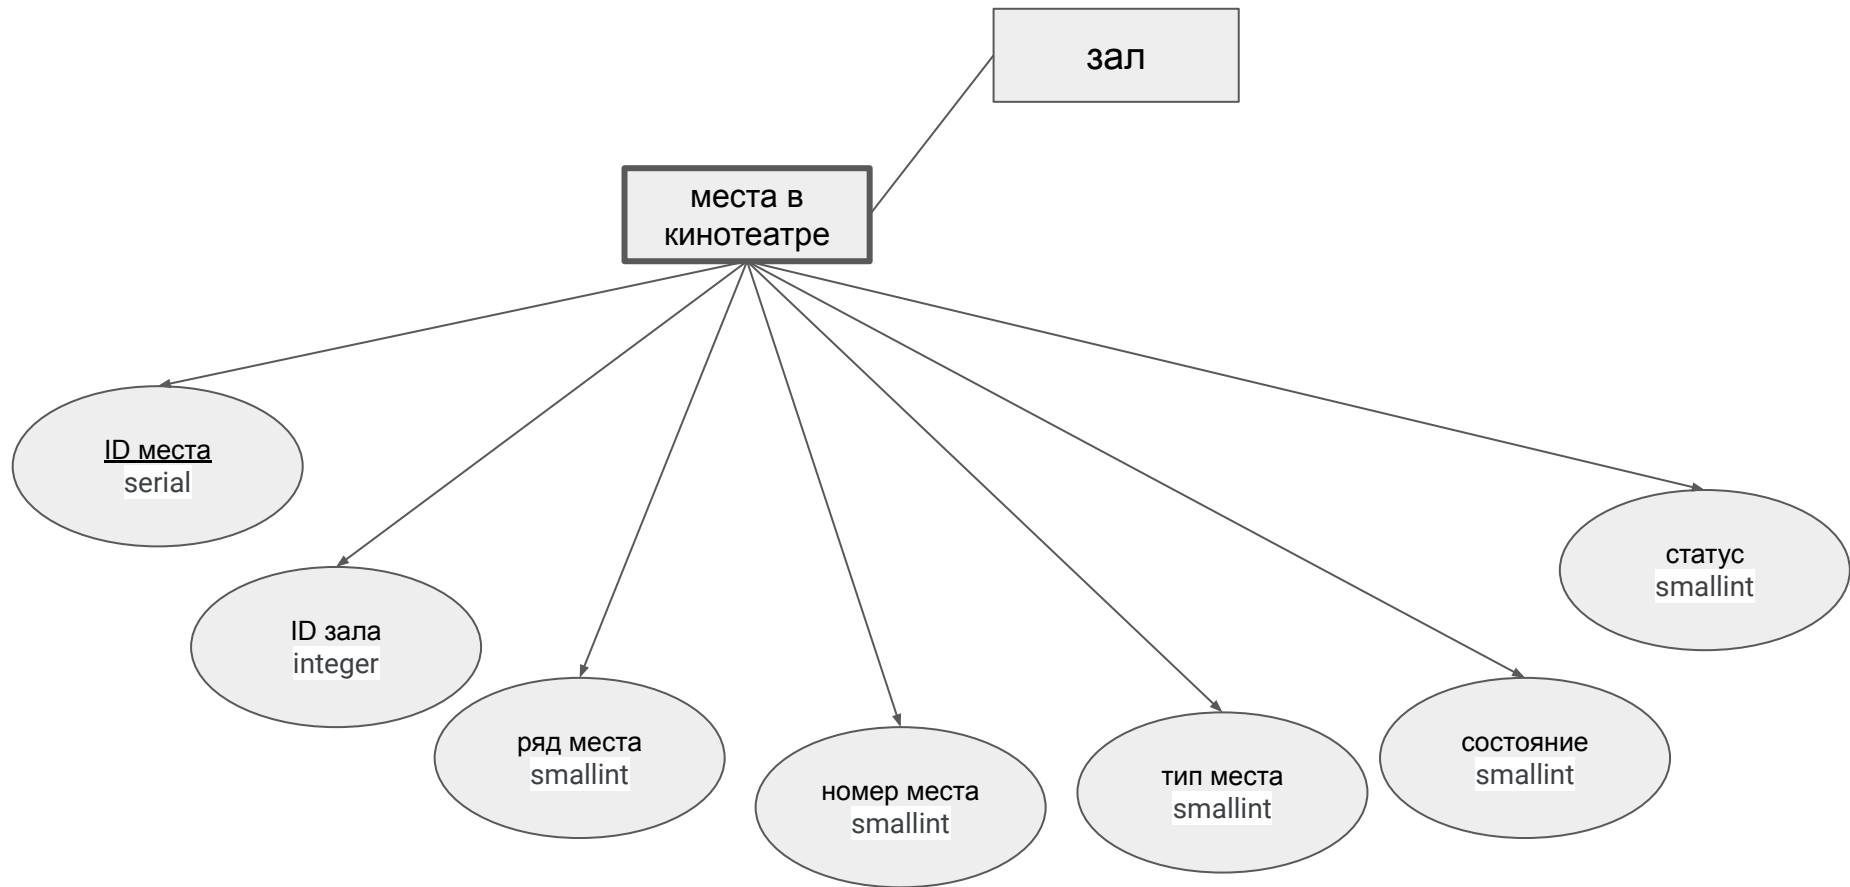 зал
места в
кинотеатре
ID места
serial
ID зала
integer
ряд места
smallint
номер места
smallint
тип места
smallint
состояние
smallint
статус
smallint